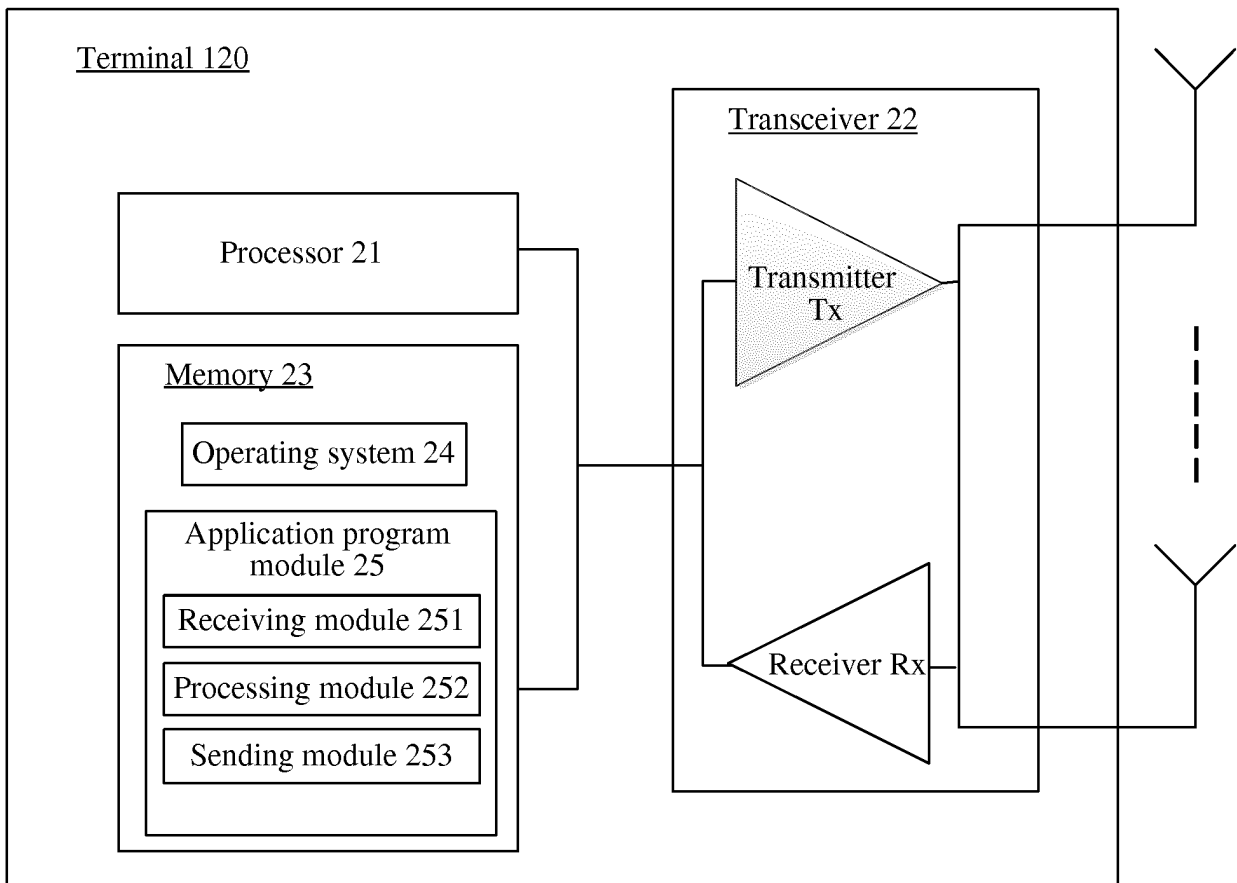 Terminal 120
Transceiver 22
Processor 21
Transmitter
Tx
Memory 23
Operating system 24
Application program
module 25
Receiving module 251
Processing module 252
Sending module 253
Receiver Rx